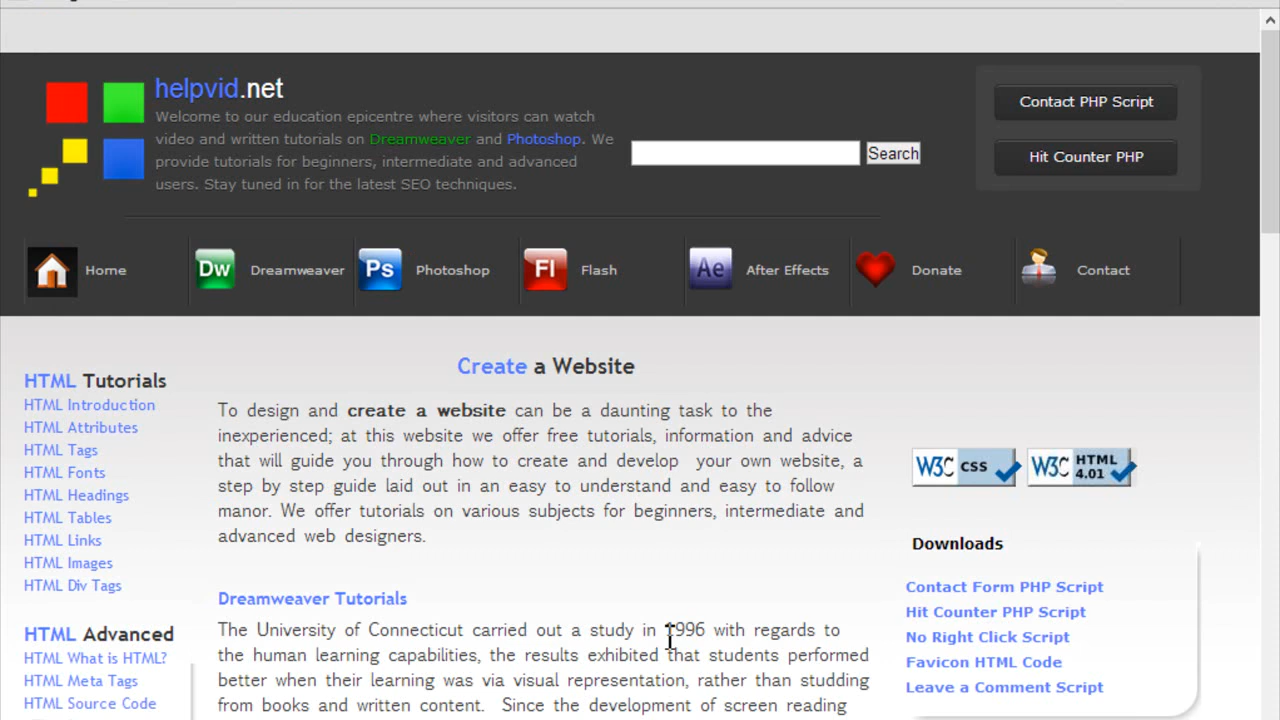 helpvid.net
Welcome to our education epicentre where visitors can watch
video and written tutorials on Dreamweaver and Photoshop. We
provide tutorials for beginners, intermediate and advanced
users. Stay tuned in for the latest SEO techniques.
Search
Contact PHP Script
Hit Counter PHP
Home
Dw Dreamweaver
Ps Photoshop
Fl Flash
Ae After Effects
Donate
Contact
HTML Tutorials
HTML Introduction
HTML Attributes
HTML Tags
HTML Fonts
HTML Headings
HTML Tables
HTML Links
HTML Images
HTML Div Tags
HTML Advanced
HTML What is HTML?
HTML Meta Tags
HTML Source Code
Create a Website
To design and create a website can be a daunting task to the
inexperienced; at this website we offer free tutorials, information and advice
that will guide you through how to create and develop your own website, a
step by step guide laid out in an easy to understand and easy to follow
manor. We offer tutorials on various subjects for beginners, intermediate and
advanced web designers.
Dreamweaver Tutorials
The University of Connecticut carried out a study in 1996 with regards to
the human learning capabilities, the results exhibited that students performed
better when their learning was via visual representation, rather than studding
from books and written content. Since the development of screen reading
W3C CSS
W3C HTML 4.01
Downloads
Contact Form PHP Script
Hit Counter PHP Script
No Right Click Script
Favicon HTML Code
Leave a Comment Script